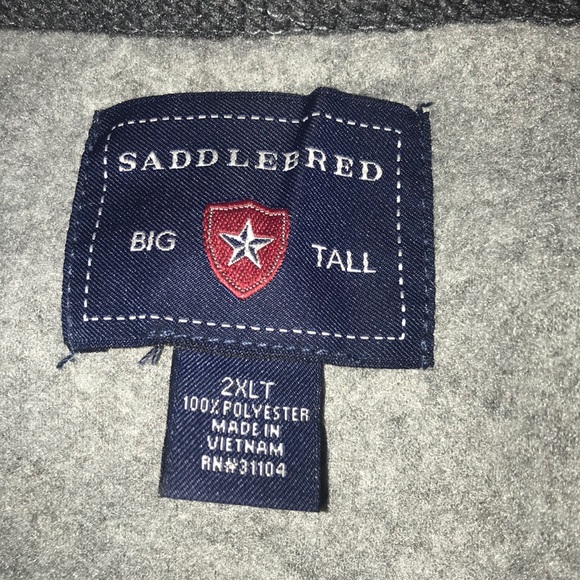 SADDLEBRED
BIG TALL
2XLT
100% POLYESTER
MADE IN
VIETNAM
RN#31104